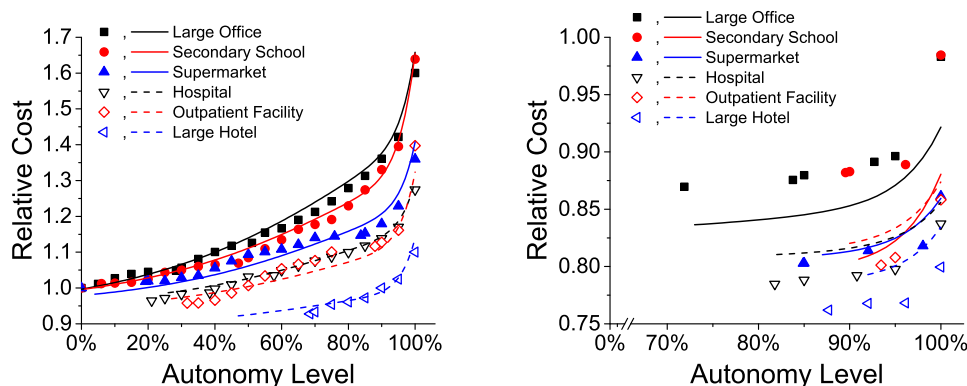 1.7
1.6
1.5
1.4
1.3
1.2
1.1
1.0
0.9
Relative Cost
, Large Office
, Secondary School
, Supermarket
, Hospital
, Outpatient Facility
, Large Hotel
0% 20% 40% 60% 80% 100%
Autonomy Level
1.00
0.95
0.90
0.85
0.80
0.75
Relative Cost
, Large Office
, Secondary School
, Supermarket
, Hospital
, Outpatient Facility
, Large Hotel
0% 70% 80% 90% 100%
Autonomy Level